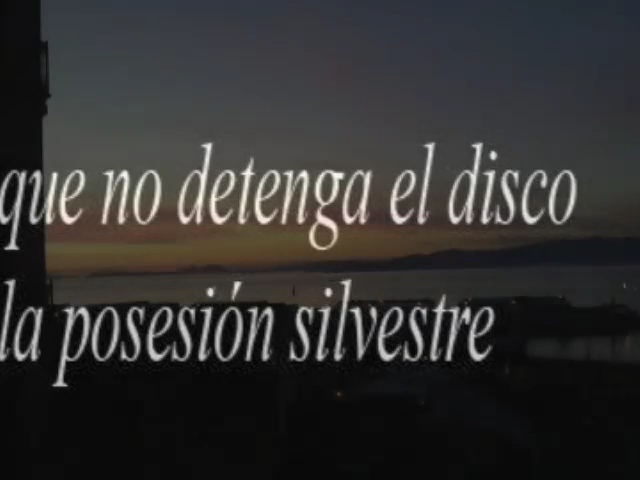 que no detenga el disco
la posesión silvestre